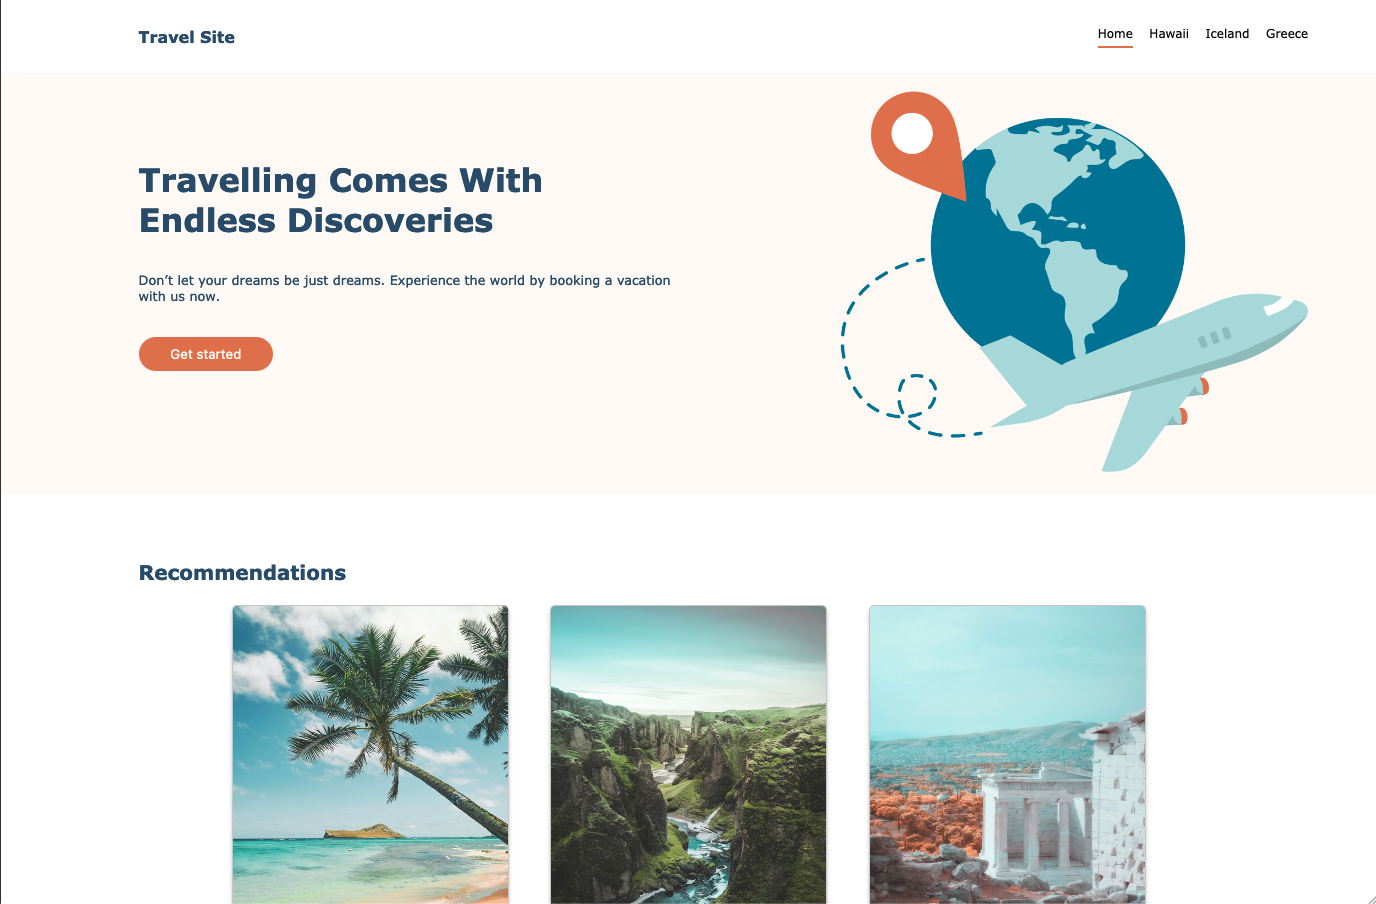 Travel Site
Home Hawaii Iceland Greece
Travelling Comes With
Endless Discoveries
Don’t let your dreams be just dreams. Experience the world by booking a vacation
with us now.
Get started
Recommendations